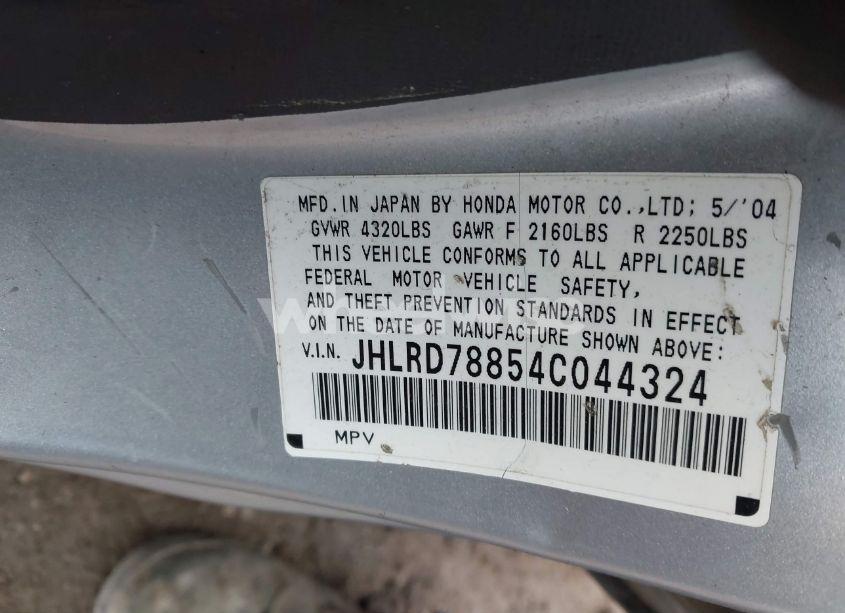 MFD. IN JAPAN BY HONDA MOTOR CO.,LTD; 5/'04
GVWR 4320LBS GAWR F 2160LBS R 2250LBS
THIS VEHICLE CONFORMS TO ALL APPLICABLE
FEDERAL MOTOR VEHICLE SAFETY,
AND THEFT PREVENTION STANDARDS IN EFFECT
ON THE DATE OF MANUFACTURE SHOWN ABOVE:
V.I.N. JHLRD78854C044324
MPV